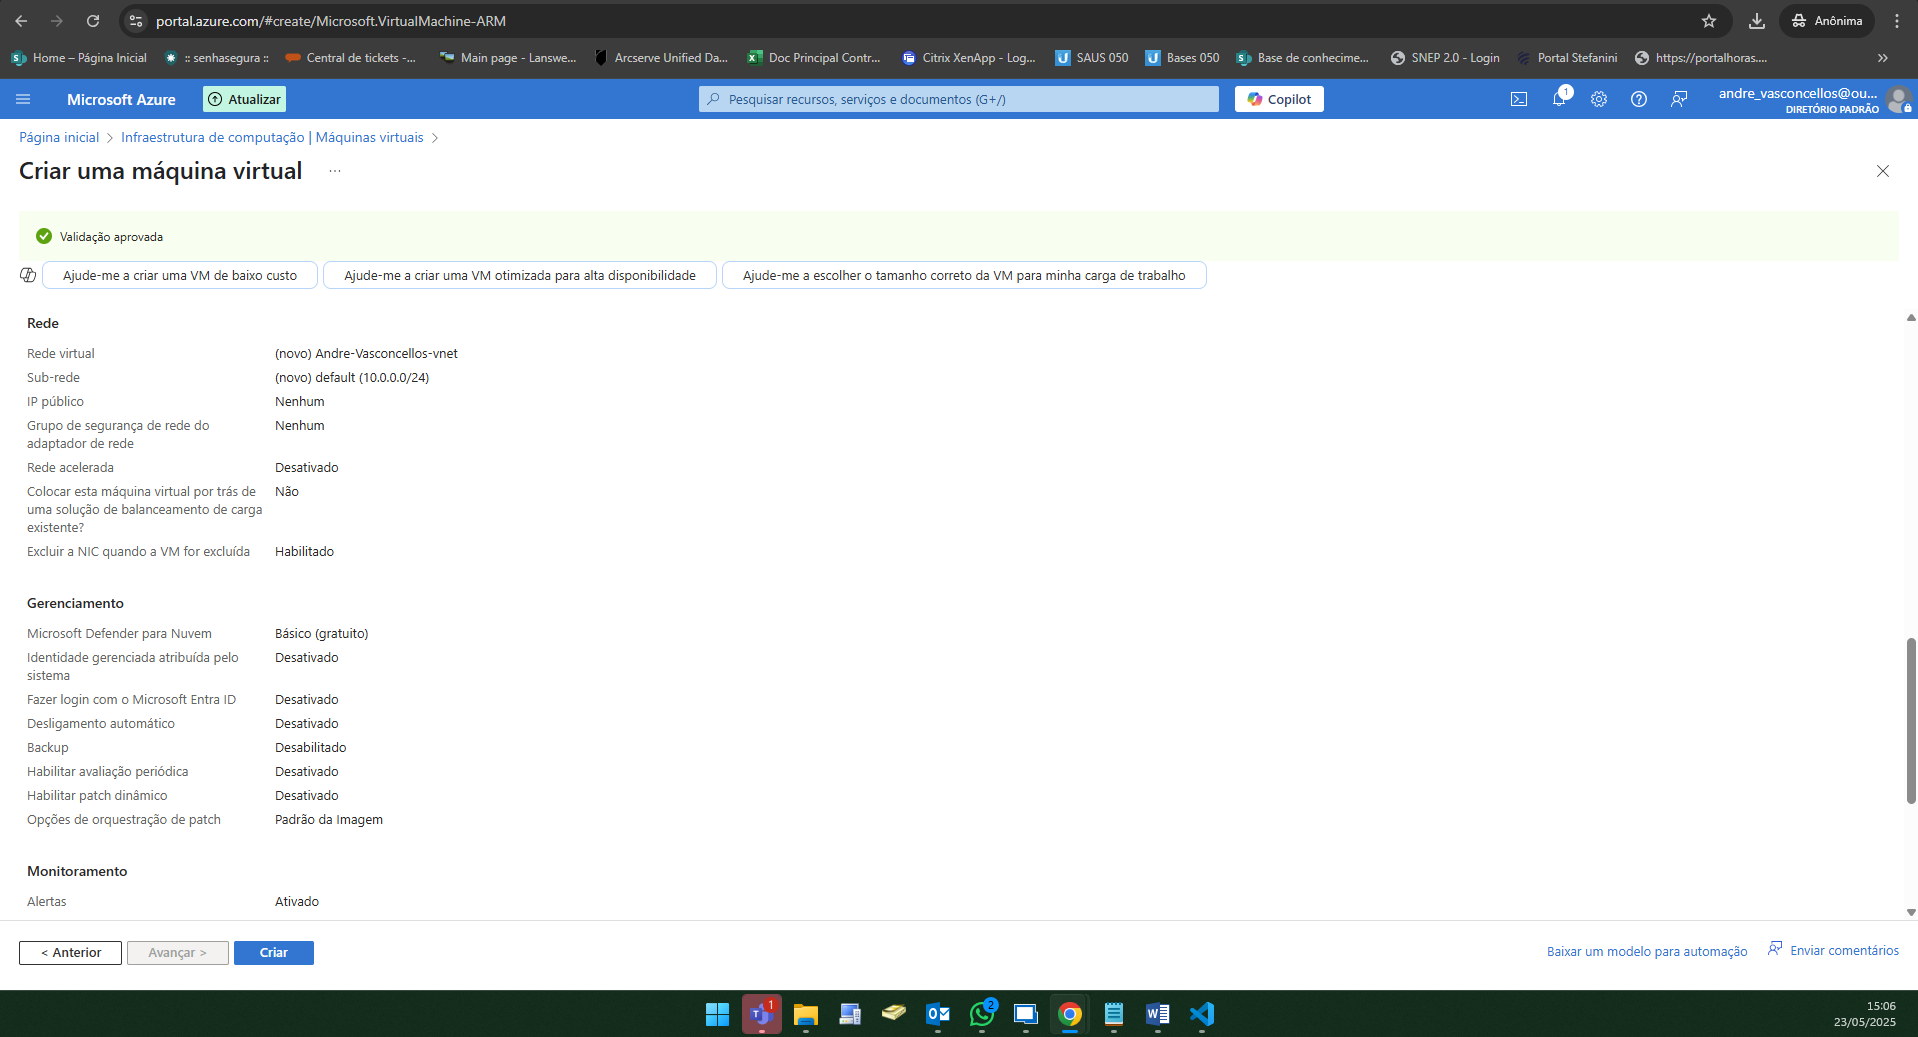 portal.azure.com/#create/Microsoft.VirtualMachine-ARM
Anônima
Home – Página Inicial
:: senhasegura ::
Central de tickets -...
Main page - Lanswe...
Arcserve Unified Da...
Doc Principal Contr...
Citrix XenApp - Log...
SAUS 050
Bases 050
Base de conhecime...
SNEP 2.0 - Login
Portal Stefanini
https://portalhoras....
Microsoft Azure
Atualizar
Pesquisar recursos, serviços e documentos (G+/)
Copilot
1
andre_vasconcellos@ou...
DIRETÓRIO PADRÃO
Página inicial > Infraestrutura de computação | Máquinas virtuais >
Criar uma máquina virtual ...
Validação aprovada
Ajude-me a criar uma VM de baixo custo
Ajude-me a criar uma VM otimizada para alta disponibilidade
Ajude-me a escolher o tamanho correto da VM para minha carga de trabalho
Rede
Rede virtual (novo) Andre-Vasconcellos-vnet
Sub-rede (novo) default (10.0.0.0/24)
IP público Nenhum
Grupo de segurança de rede do Nenhum
adaptador de rede
Rede acelerada Desativado
Colocar esta máquina virtual por trás de Não
uma solução de balanceamento de carga
existente?
Excluir a NIC quando a VM for excluída Habilitado
Gerenciamento
Microsoft Defender para Nuvem Básico (gratuito)
Identidade gerenciada atribuída pelo Desativado
sistema
Fazer login com o Microsoft Entra ID Desativado
Desligamento automático Desativado
Backup Desabilitado
Habilitar avaliação periódica Desativado
Habilitar patch dinâmico Desativado
Opções de orquestração de patch Padrão da Imagem
Monitoramento
Alertas Ativado
< Anterior
Avançar >
Criar
Baixar um modelo para automação
Enviar comentários
1
2
15:06
23/05/2025